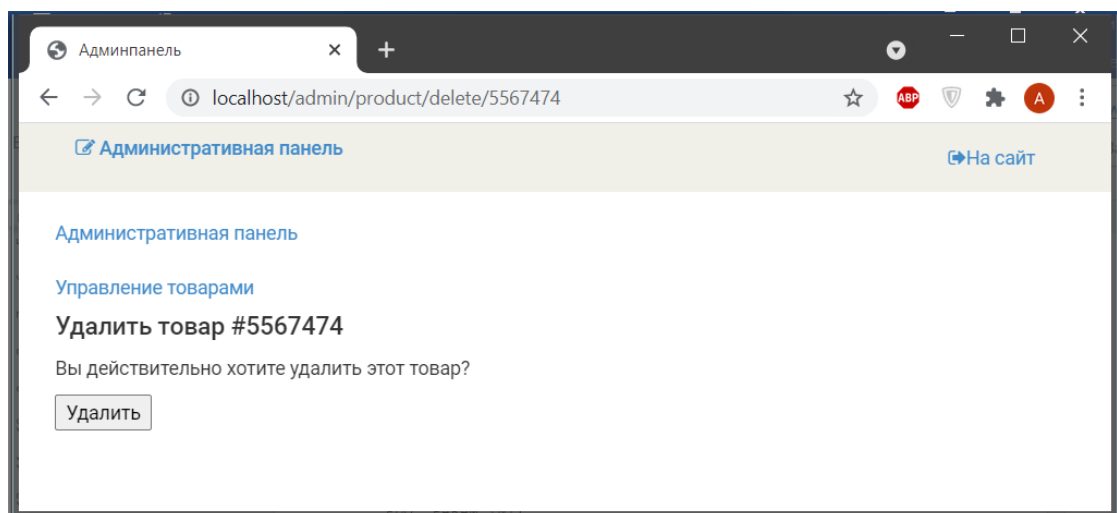 Админпанель
localhost/admin/product/delete/5567474
ABP
A
Административная панель
На сайт
Административная панель
Управление товарами
Удалить товар #5567474
Вы действительно хотите удалить этот товар?
Удалить